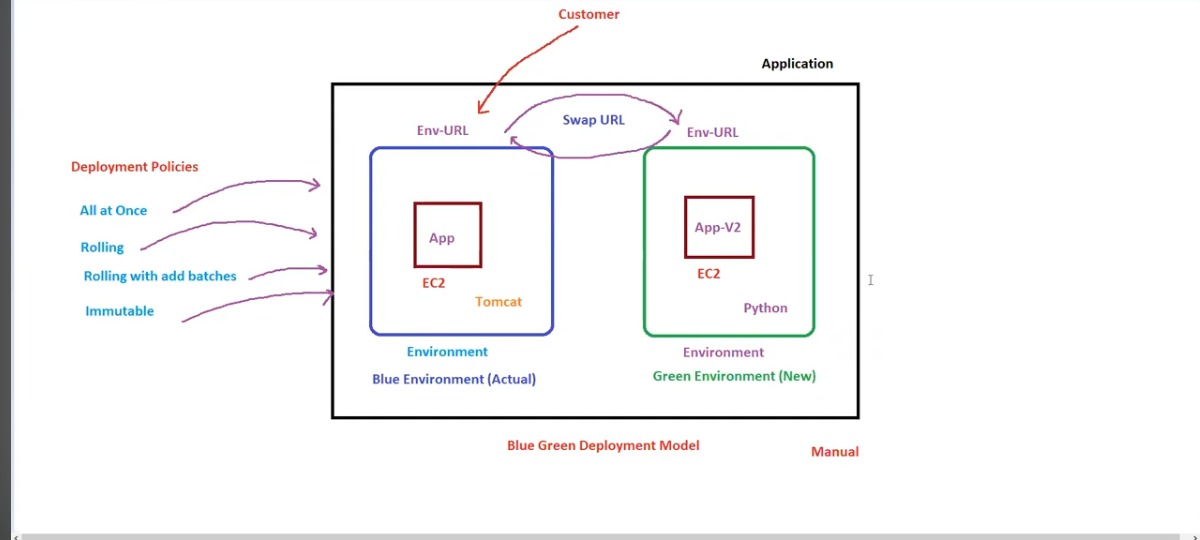 Customer
Application
Env-URL
Swap URL
Env-URL
Deployment Policies
All at Once
Rolling
Rolling with add batches
Immutable
App
EC2
Tomcat
App-V2
EC2
Python
Environment
Blue Environment (Actual)
Environment
Green Environment (New)
Blue Green Deployment Model
Manual